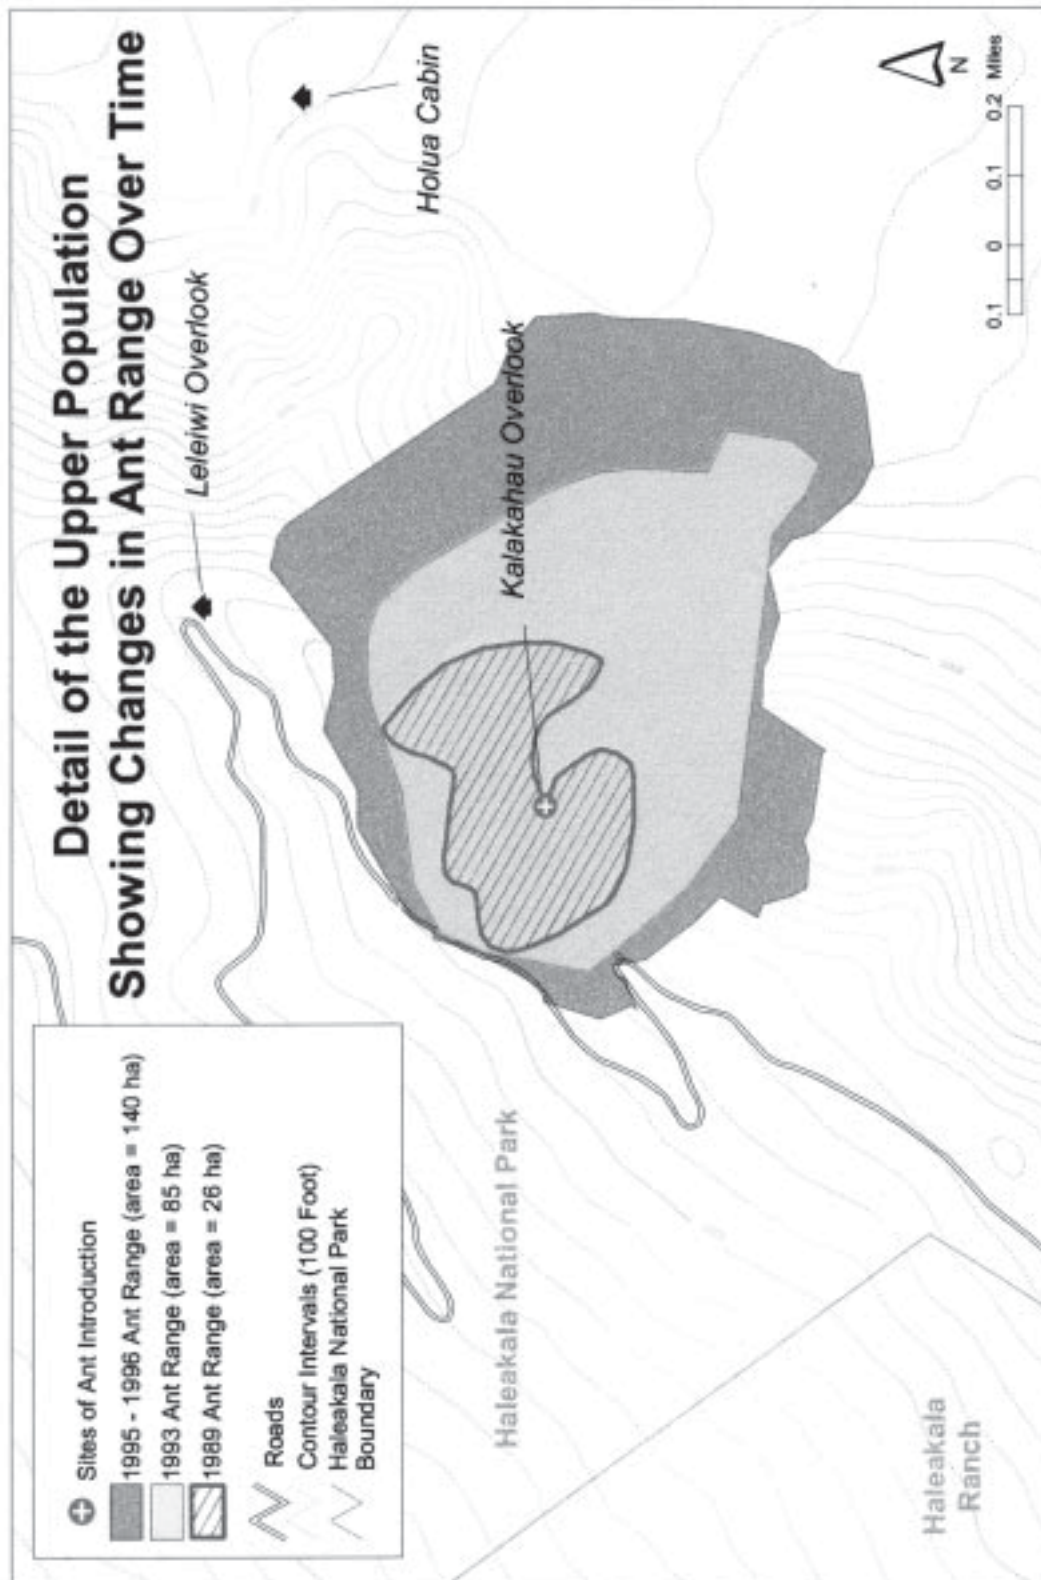 Detail of the Upper Population
Showing Changes in Ant Range Over Time
Sites of Ant Introduction
1995 - 1996 Ant Range (area = 140 ha)
1993 Ant Range (area = 85 ha)
1989 Ant Range (area = 26 ha)
Roads
Contour Intervals (100 Foot)
Haleakala National Park
Boundary
Leleiwi Overlook
Holua Cabin
Kalakahau Overlook
Haleakala National Park
Haleakala
Ranch
N
0.1 0 0.1 0.2 Miles